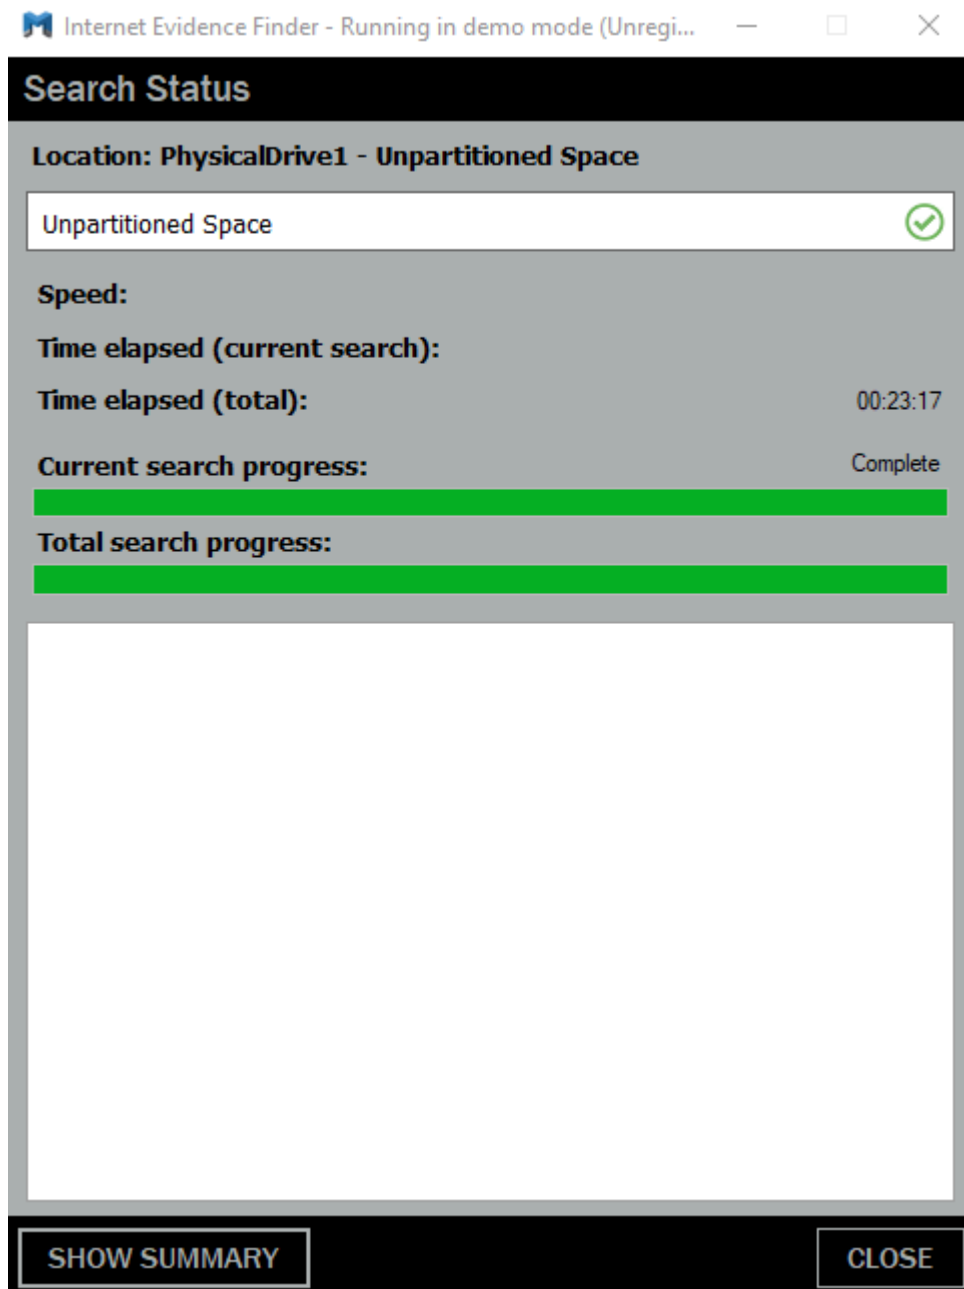 Internet Evidence Finder - Running in demo mode (Unregi...
Search Status
Location: PhysicalDrive1 - Unpartitioned Space
Unpartitioned Space
Speed:
Time elapsed (current search):
Time elapsed (total): 00:23:17
Current search progress: Complete
Total search progress:
SHOW SUMMARY CLOSE